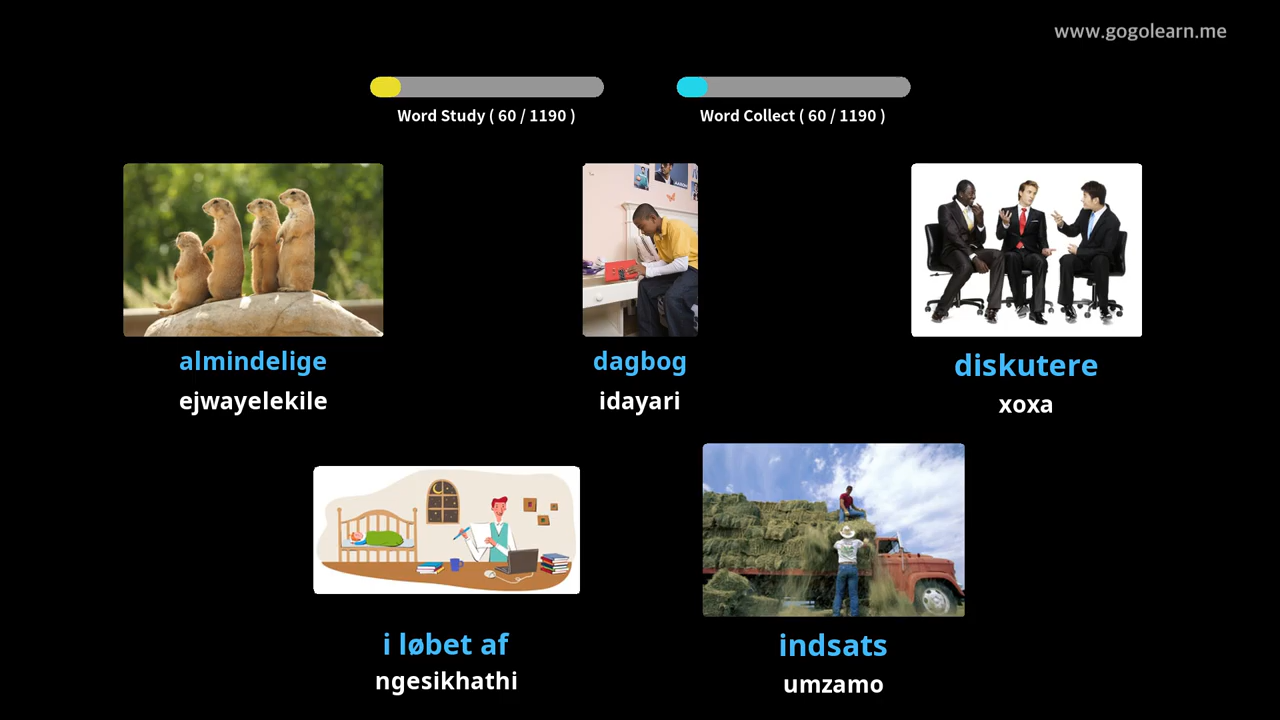 www.gogolearn.me
Word Study ( 60 / 1190 )
Word Collect ( 60 / 1190 )
almindelige
ejwayelekile
dagbog
idayari
diskutere
xoxa
i løbet af
ngesikhathi
indsats
umzamo